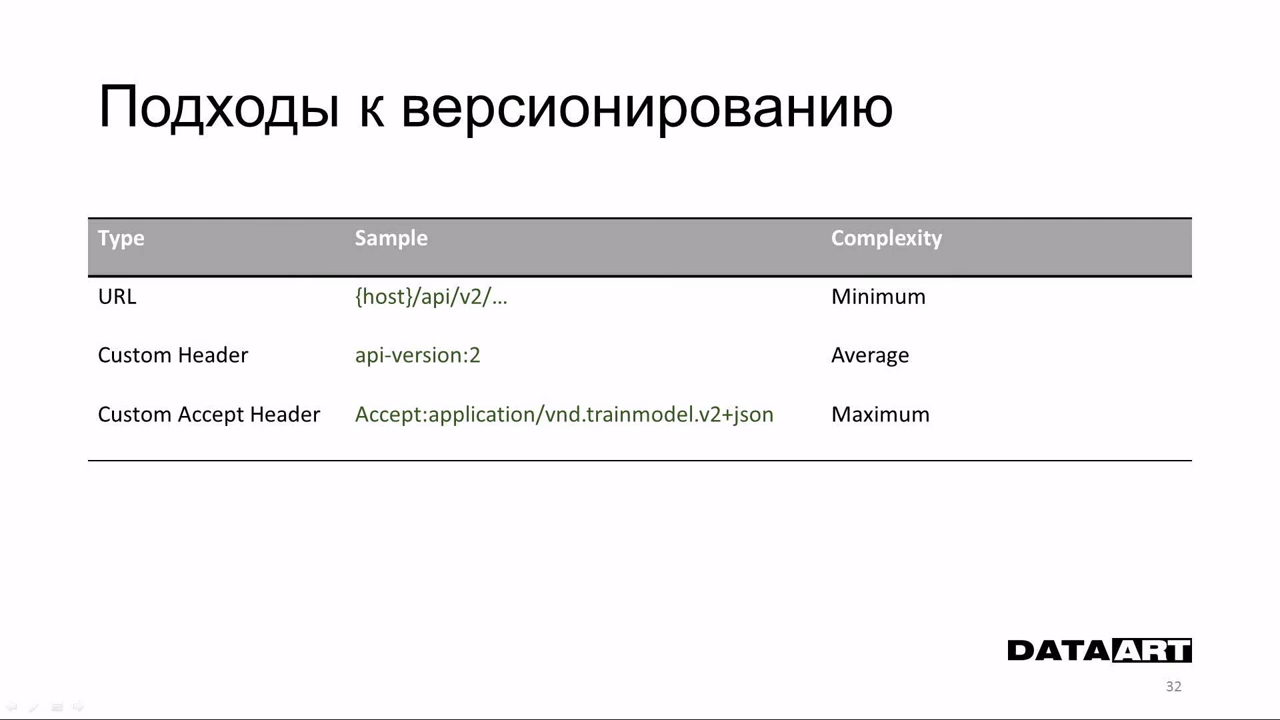 Подходы к версионированию
Type Sample Complexity
URL {host}/api/v2/... Minimum
Custom Header api-version:2 Average
Custom Accept Header Accept:application/vnd.trainmodel.v2+json Maximum
DATAART
32